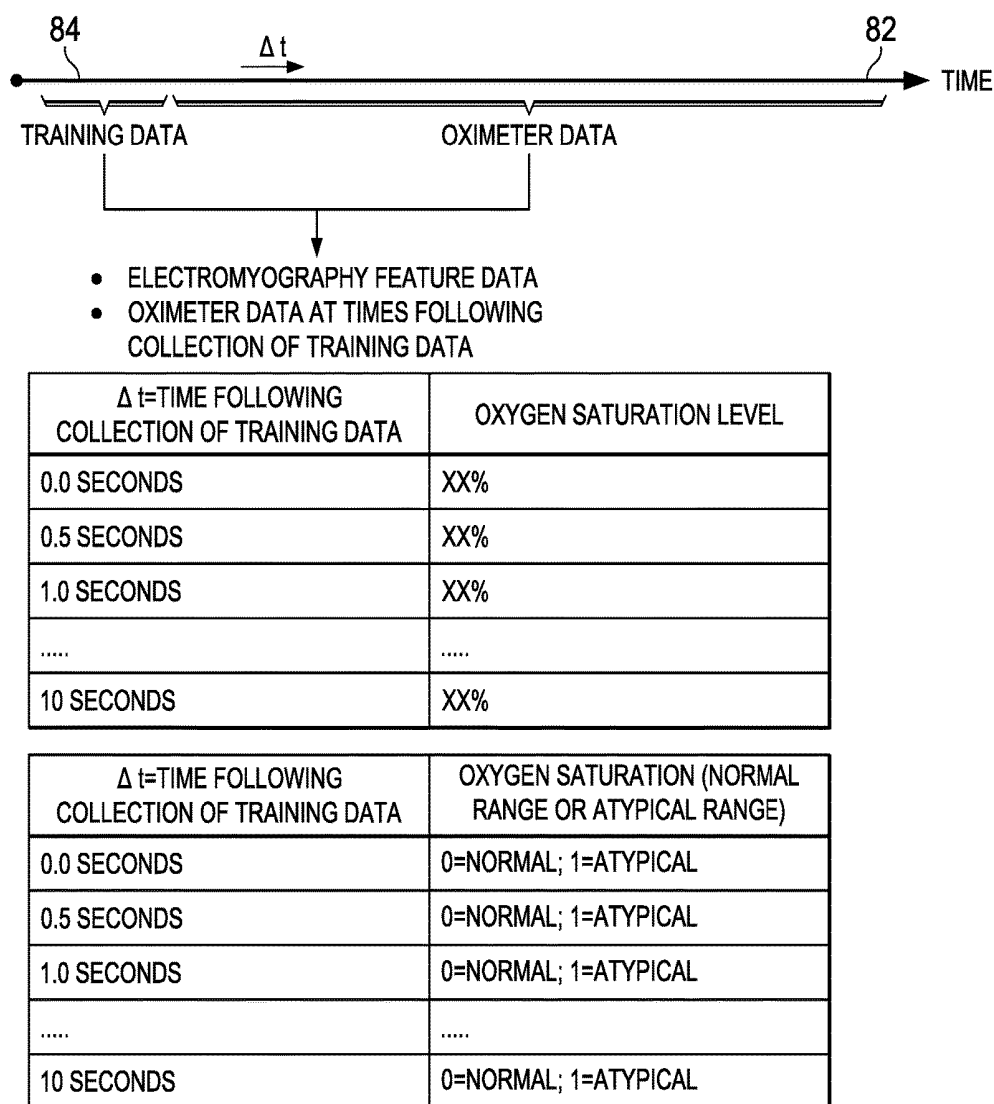 84
Δ t
82
TIME
TRAINING DATA
OXIMETER DATA
• ELECTROMYOGRAPHY FEATURE DATA
• OXIMETER DATA AT TIMES FOLLOWING
COLLECTION OF TRAINING DATA
Δ t=TIME FOLLOWING
COLLECTION OF TRAINING DATA
OXYGEN SATURATION LEVEL
0.0 SECONDS
XX%
0.5 SECONDS
XX%
1.0 SECONDS
XX%
.....
.....
10 SECONDS
XX%
Δ t=TIME FOLLOWING
COLLECTION OF TRAINING DATA
OXYGEN SATURATION (NORMAL
RANGE OR ATYPICAL RANGE)
0.0 SECONDS
0=NORMAL; 1=ATYPICAL
0.5 SECONDS
0=NORMAL; 1=ATYPICAL
1.0 SECONDS
0=NORMAL; 1=ATYPICAL
.....
.....
10 SECONDS
0=NORMAL; 1=ATYPICAL